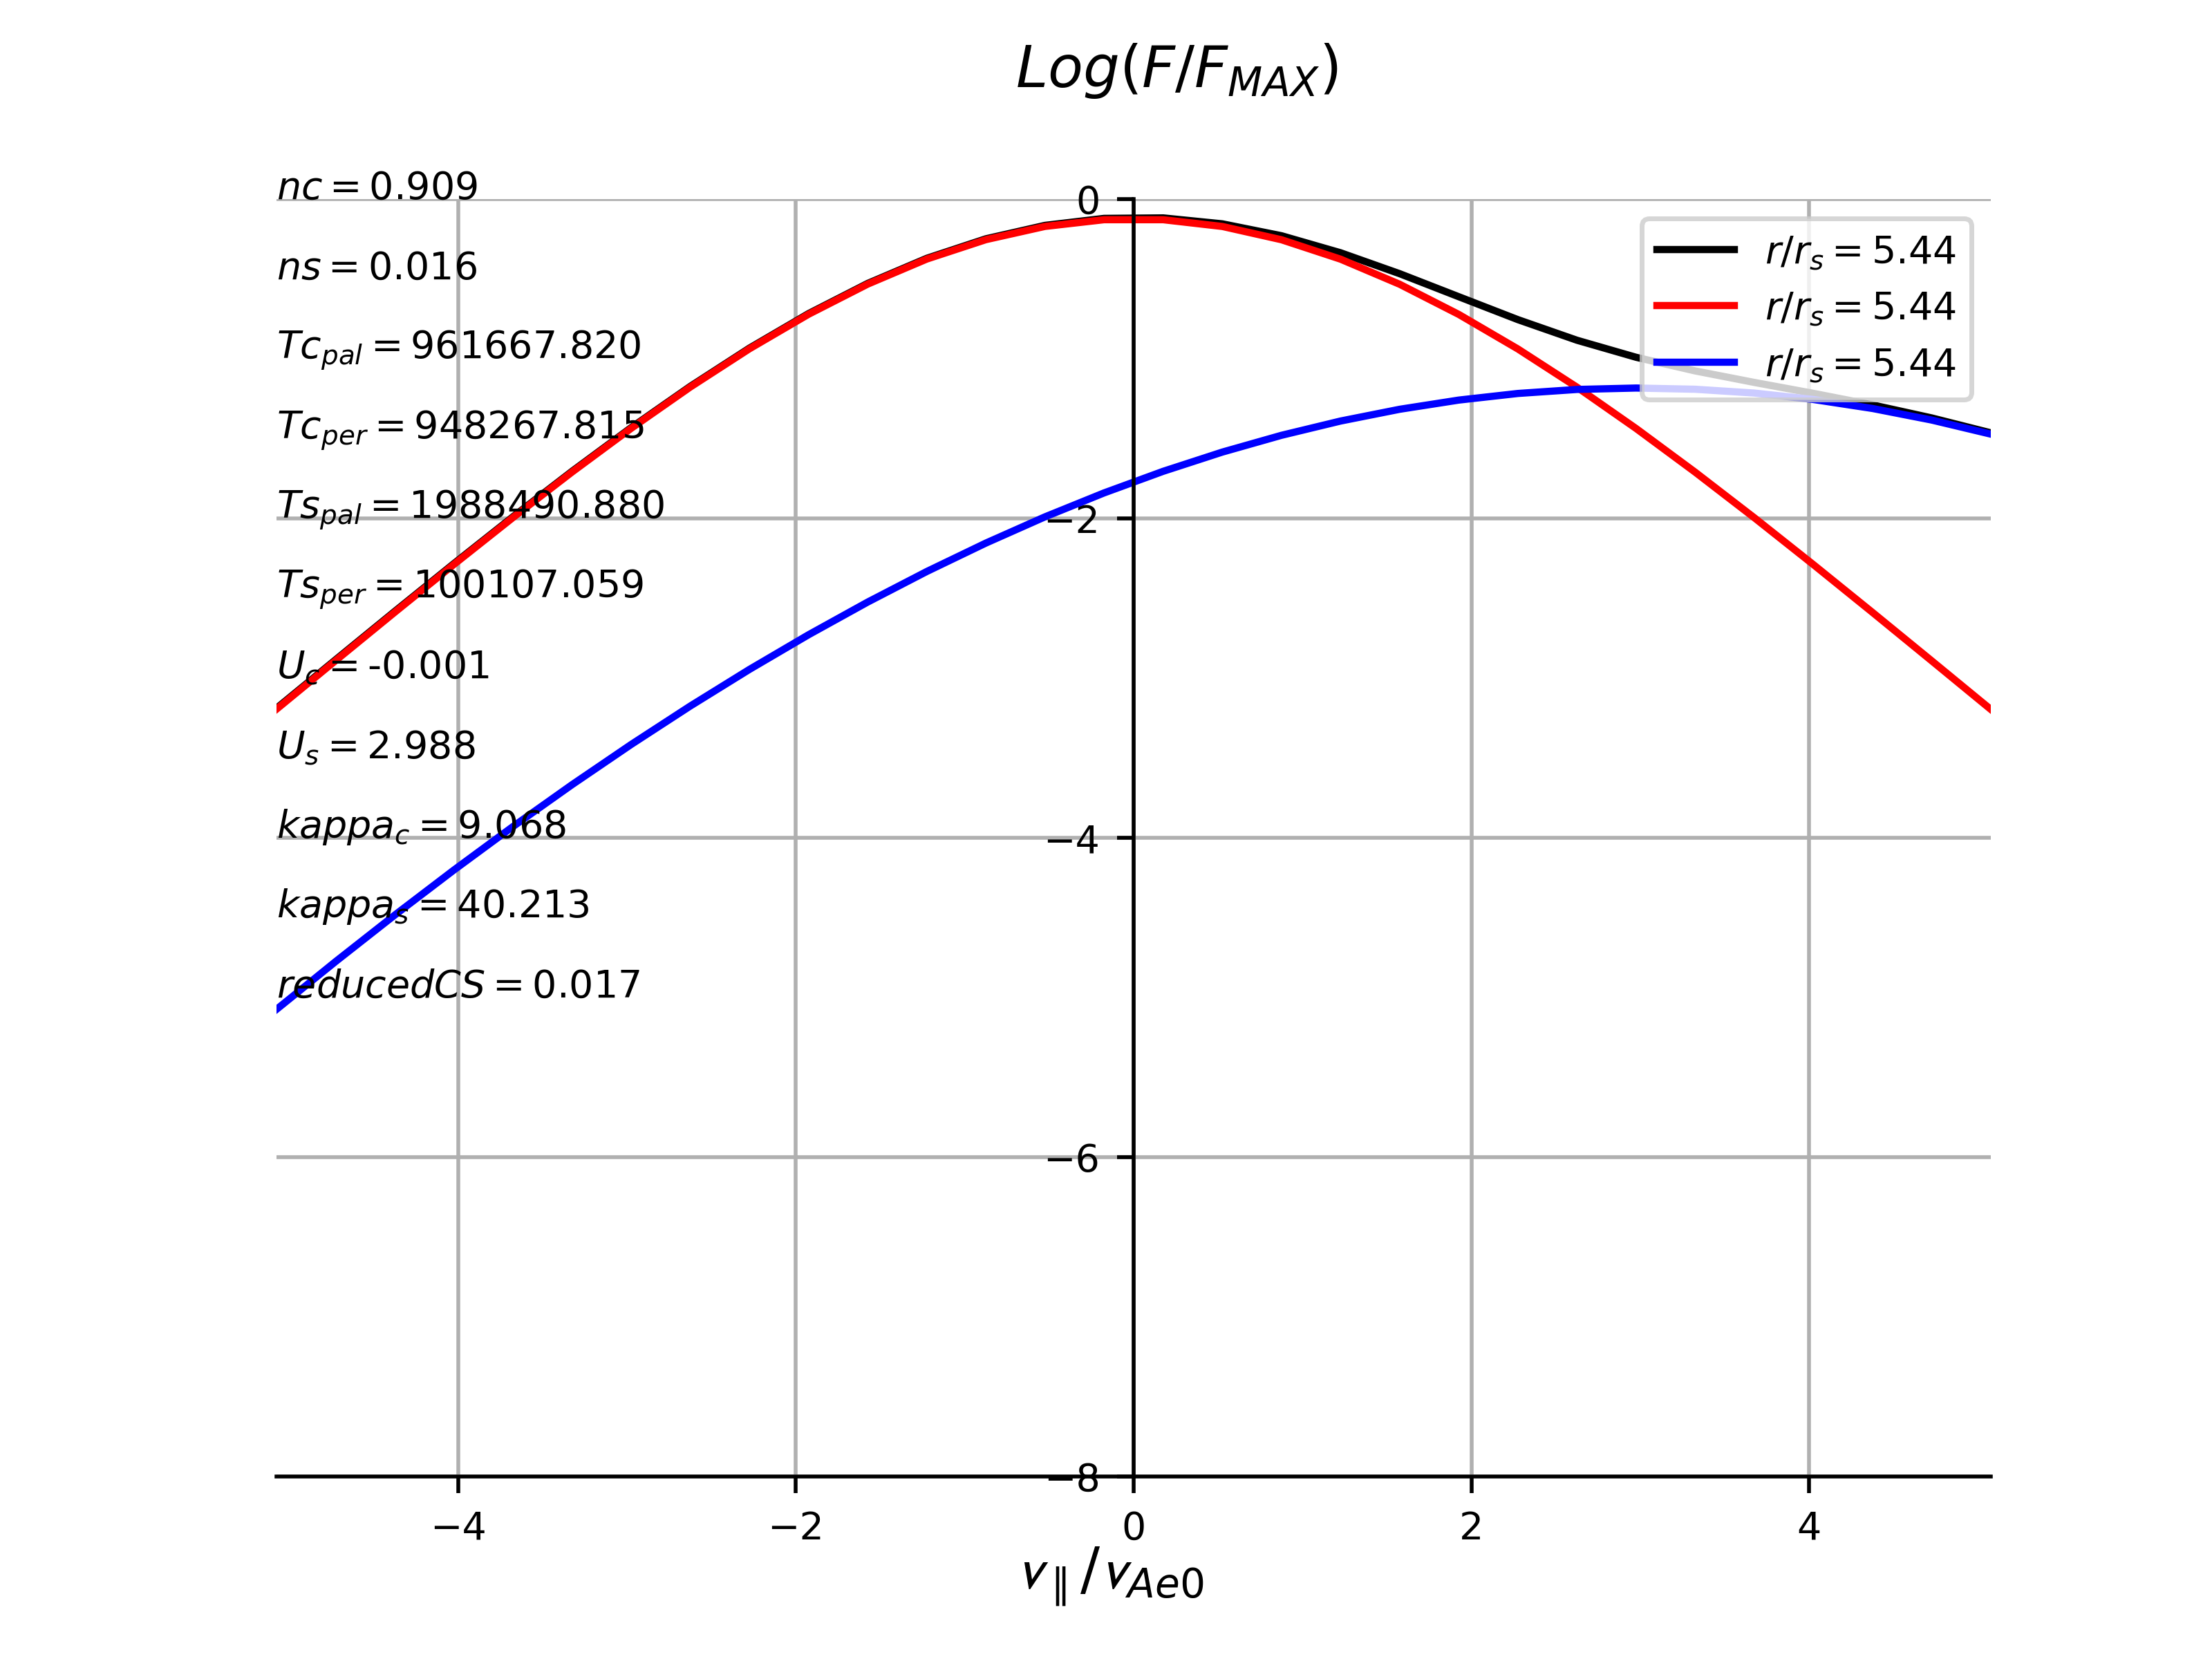 Log(F/F_MAX)
nc = 0.909
ns = 0.016
Tc_pal = 961667.820
Tc_per = 948267.815
Ts_pal = 1988490.880
Ts_per = 100107.059
U_c = -0.001
U_s = 2.988
kappa_c = 9.068
kappa_s = 40.213
reducedCS = 0.017
0
−2
−4
−6
−8
r/r_s = 5.44
r/r_s = 5.44
r/r_s = 5.44
−4 −2 0 2 4
v_∥/v_Ae0